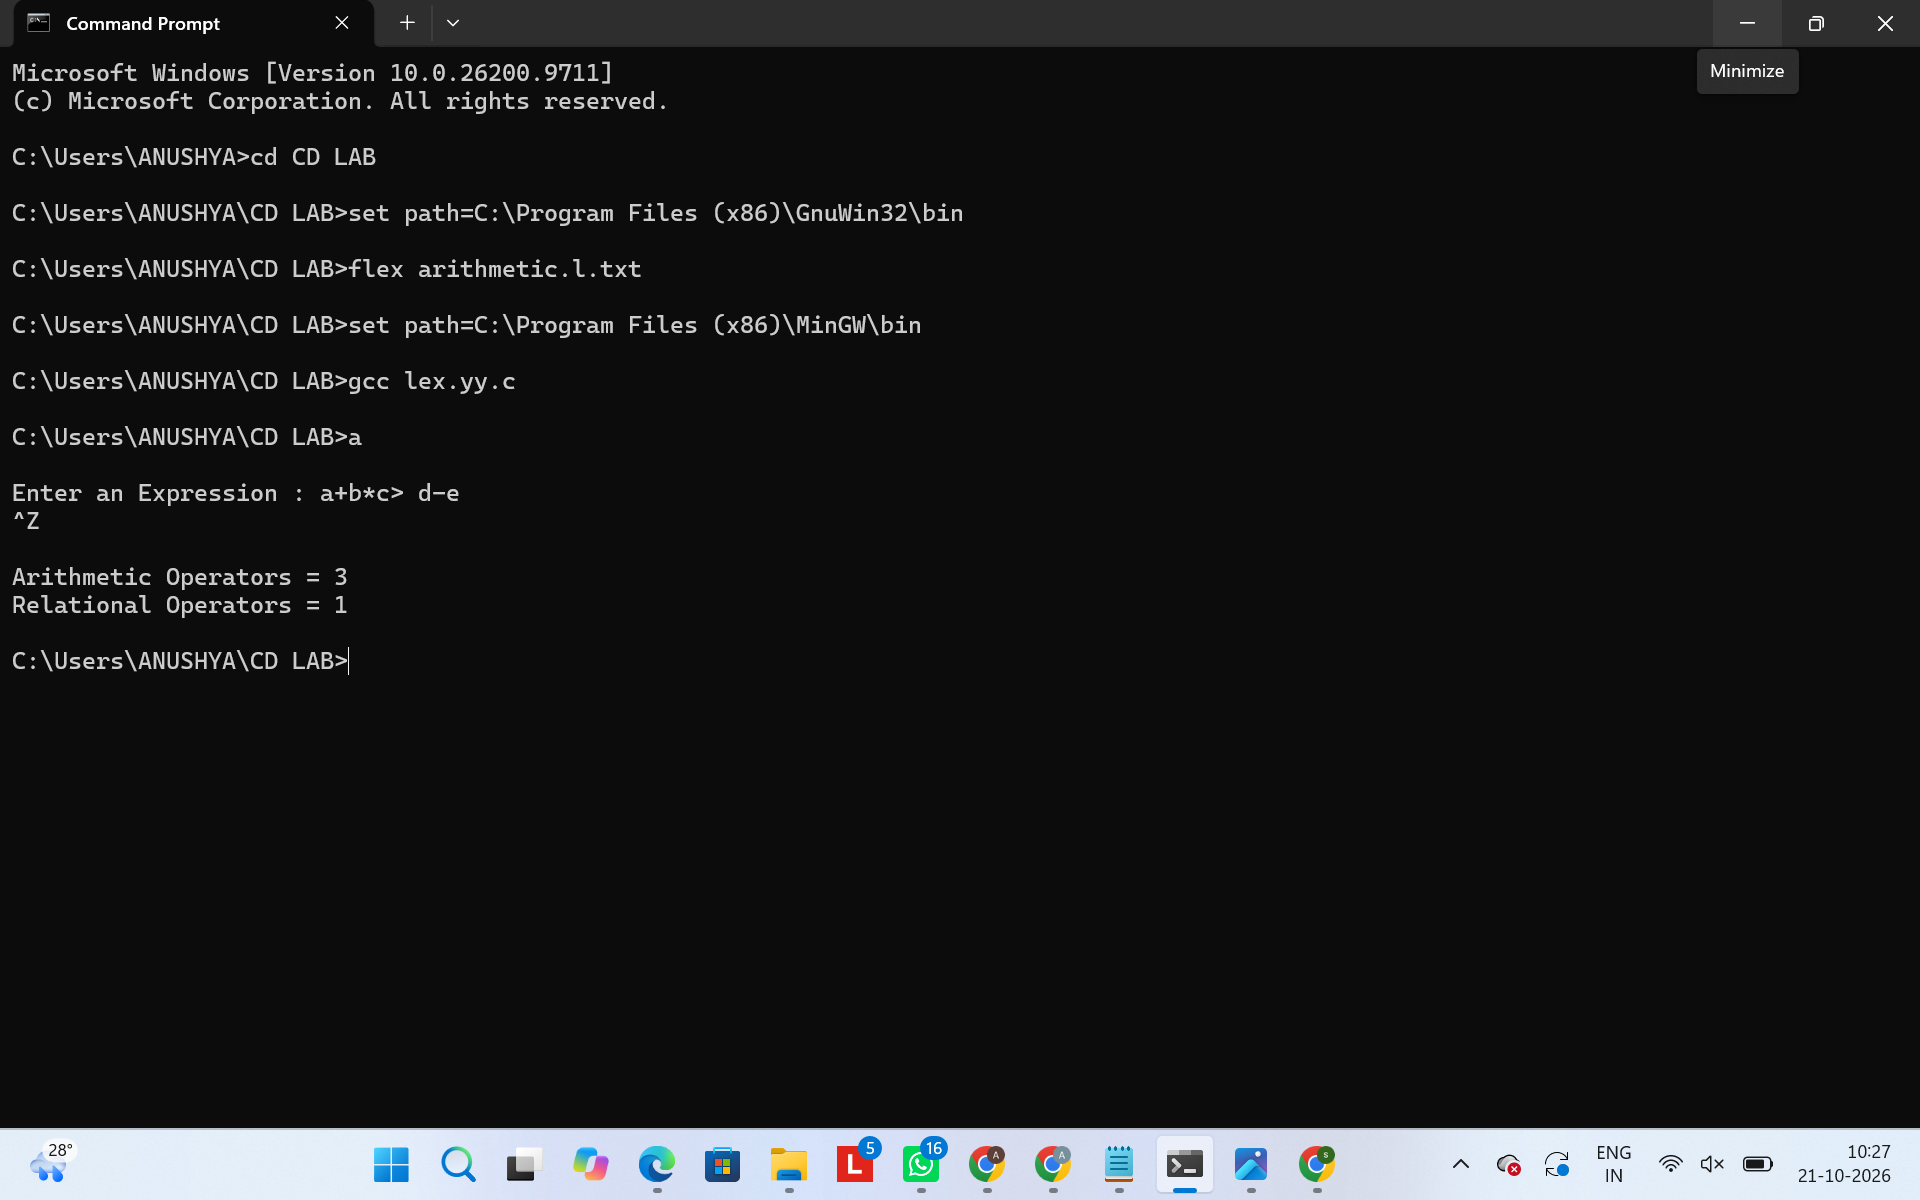 Command Prompt
Minimize
Microsoft Windows [Version 10.0.26200.9711]
(c) Microsoft Corporation. All rights reserved.
C:\Users\ANUSHYA>cd CD LAB
C:\Users\ANUSHYA\CD LAB>set path=C:\Program Files (x86)\GnuWin32\bin
C:\Users\ANUSHYA\CD LAB>flex arithmetic.l.txt
C:\Users\ANUSHYA\CD LAB>set path=C:\Program Files (x86)\MinGW\bin
C:\Users\ANUSHYA\CD LAB>gcc lex.yy.c
C:\Users\ANUSHYA\CD LAB>a
Enter an Expression : a+b*c> d-e
^Z
Arithmetic Operators = 3
Relational Operators = 1
C:\Users\ANUSHYA\CD LAB>
28°
L 5
16
A
A
s
ENG
IN
10:27
21-10-2026